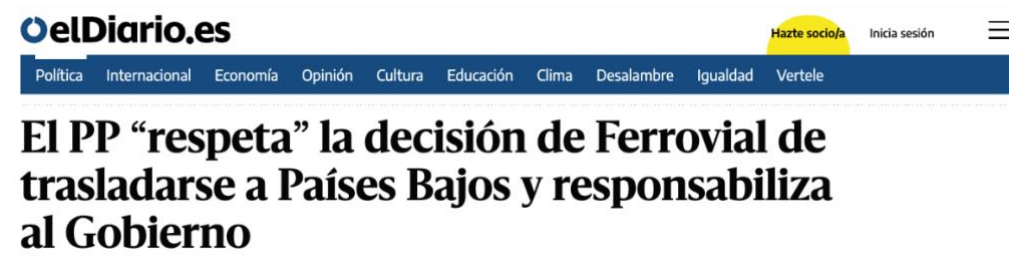 elDiario.es
Hazte socio/a Inicia sesión
Política Internacional Economía Opinión Cultura Educación Clima Desalambre Igualdad Vertele
El PP “respeta” la decisión de Ferrovial de
trasladarse a Países Bajos y responsabiliza
al Gobierno